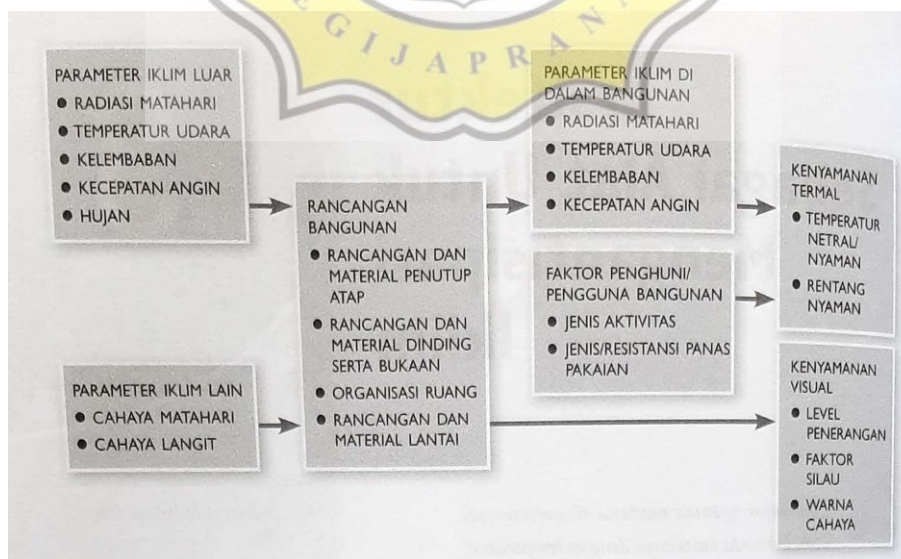 GIJAPRANA
PARAMETER IKLIM LUAR
● RADIASI MATAHARI
● TEMPERATUR UDARA
● KELEMBABAN
● KECEPATAN ANGIN
● HUJAN
PARAMETER IKLIM LAIN
● CAHAYA MATAHARI
● CAHAYA LANGIT
RANCANGAN
BANGUNAN
● RANCANGAN DAN
MATERIAL PENUTUP
ATAP
● RANCANGAN DAN
MATERIAL DINDING
SERTA BUKAAN
● ORGANISASI RUANG
● RANCANGAN DAN
MATERIAL LANTAI
PARAMETER IKLIM DI
DALAM BANGUNAN
● RADIASI MATAHARI
● TEMPERATUR UDARA
● KELEMBABAN
● KECEPATAN ANGIN
FAKTOR PENGHUNI/
PENGGUNA BANGUNAN
● JENIS AKTIVITAS
● JENIS/RESISTANSI PANAS
PAKAIAN
KENYAMANAN
TERMAL
● TEMPERATUR
NETRAL/
NYAMAN
● RENTANG
NYAMAN
KENYAMANAN
VISUAL
● LEVEL
PENERANGAN
● FAKTOR
SILAU
● WARNA
CAHAYA